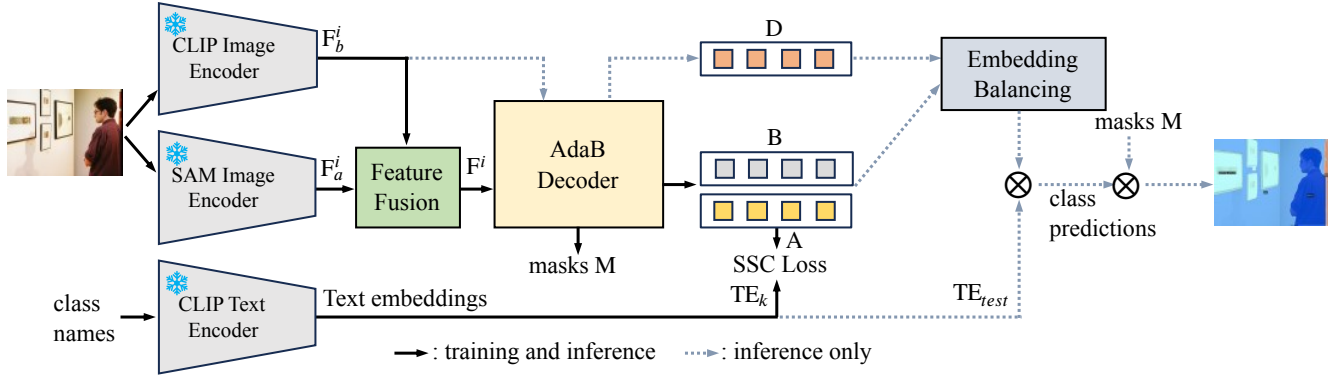 CLIP Image
Encoder
F_b^i
D
Embedding
Balancing
masks M
SAM Image
Encoder
F_a^i
Feature
Fusion
F^i
AdaB
Decoder
B
A
class
predictions
masks M
SSC Loss
class
names
CLIP Text
Encoder
Text embeddings
TE_k
TE_test
: training and inference
: inference only